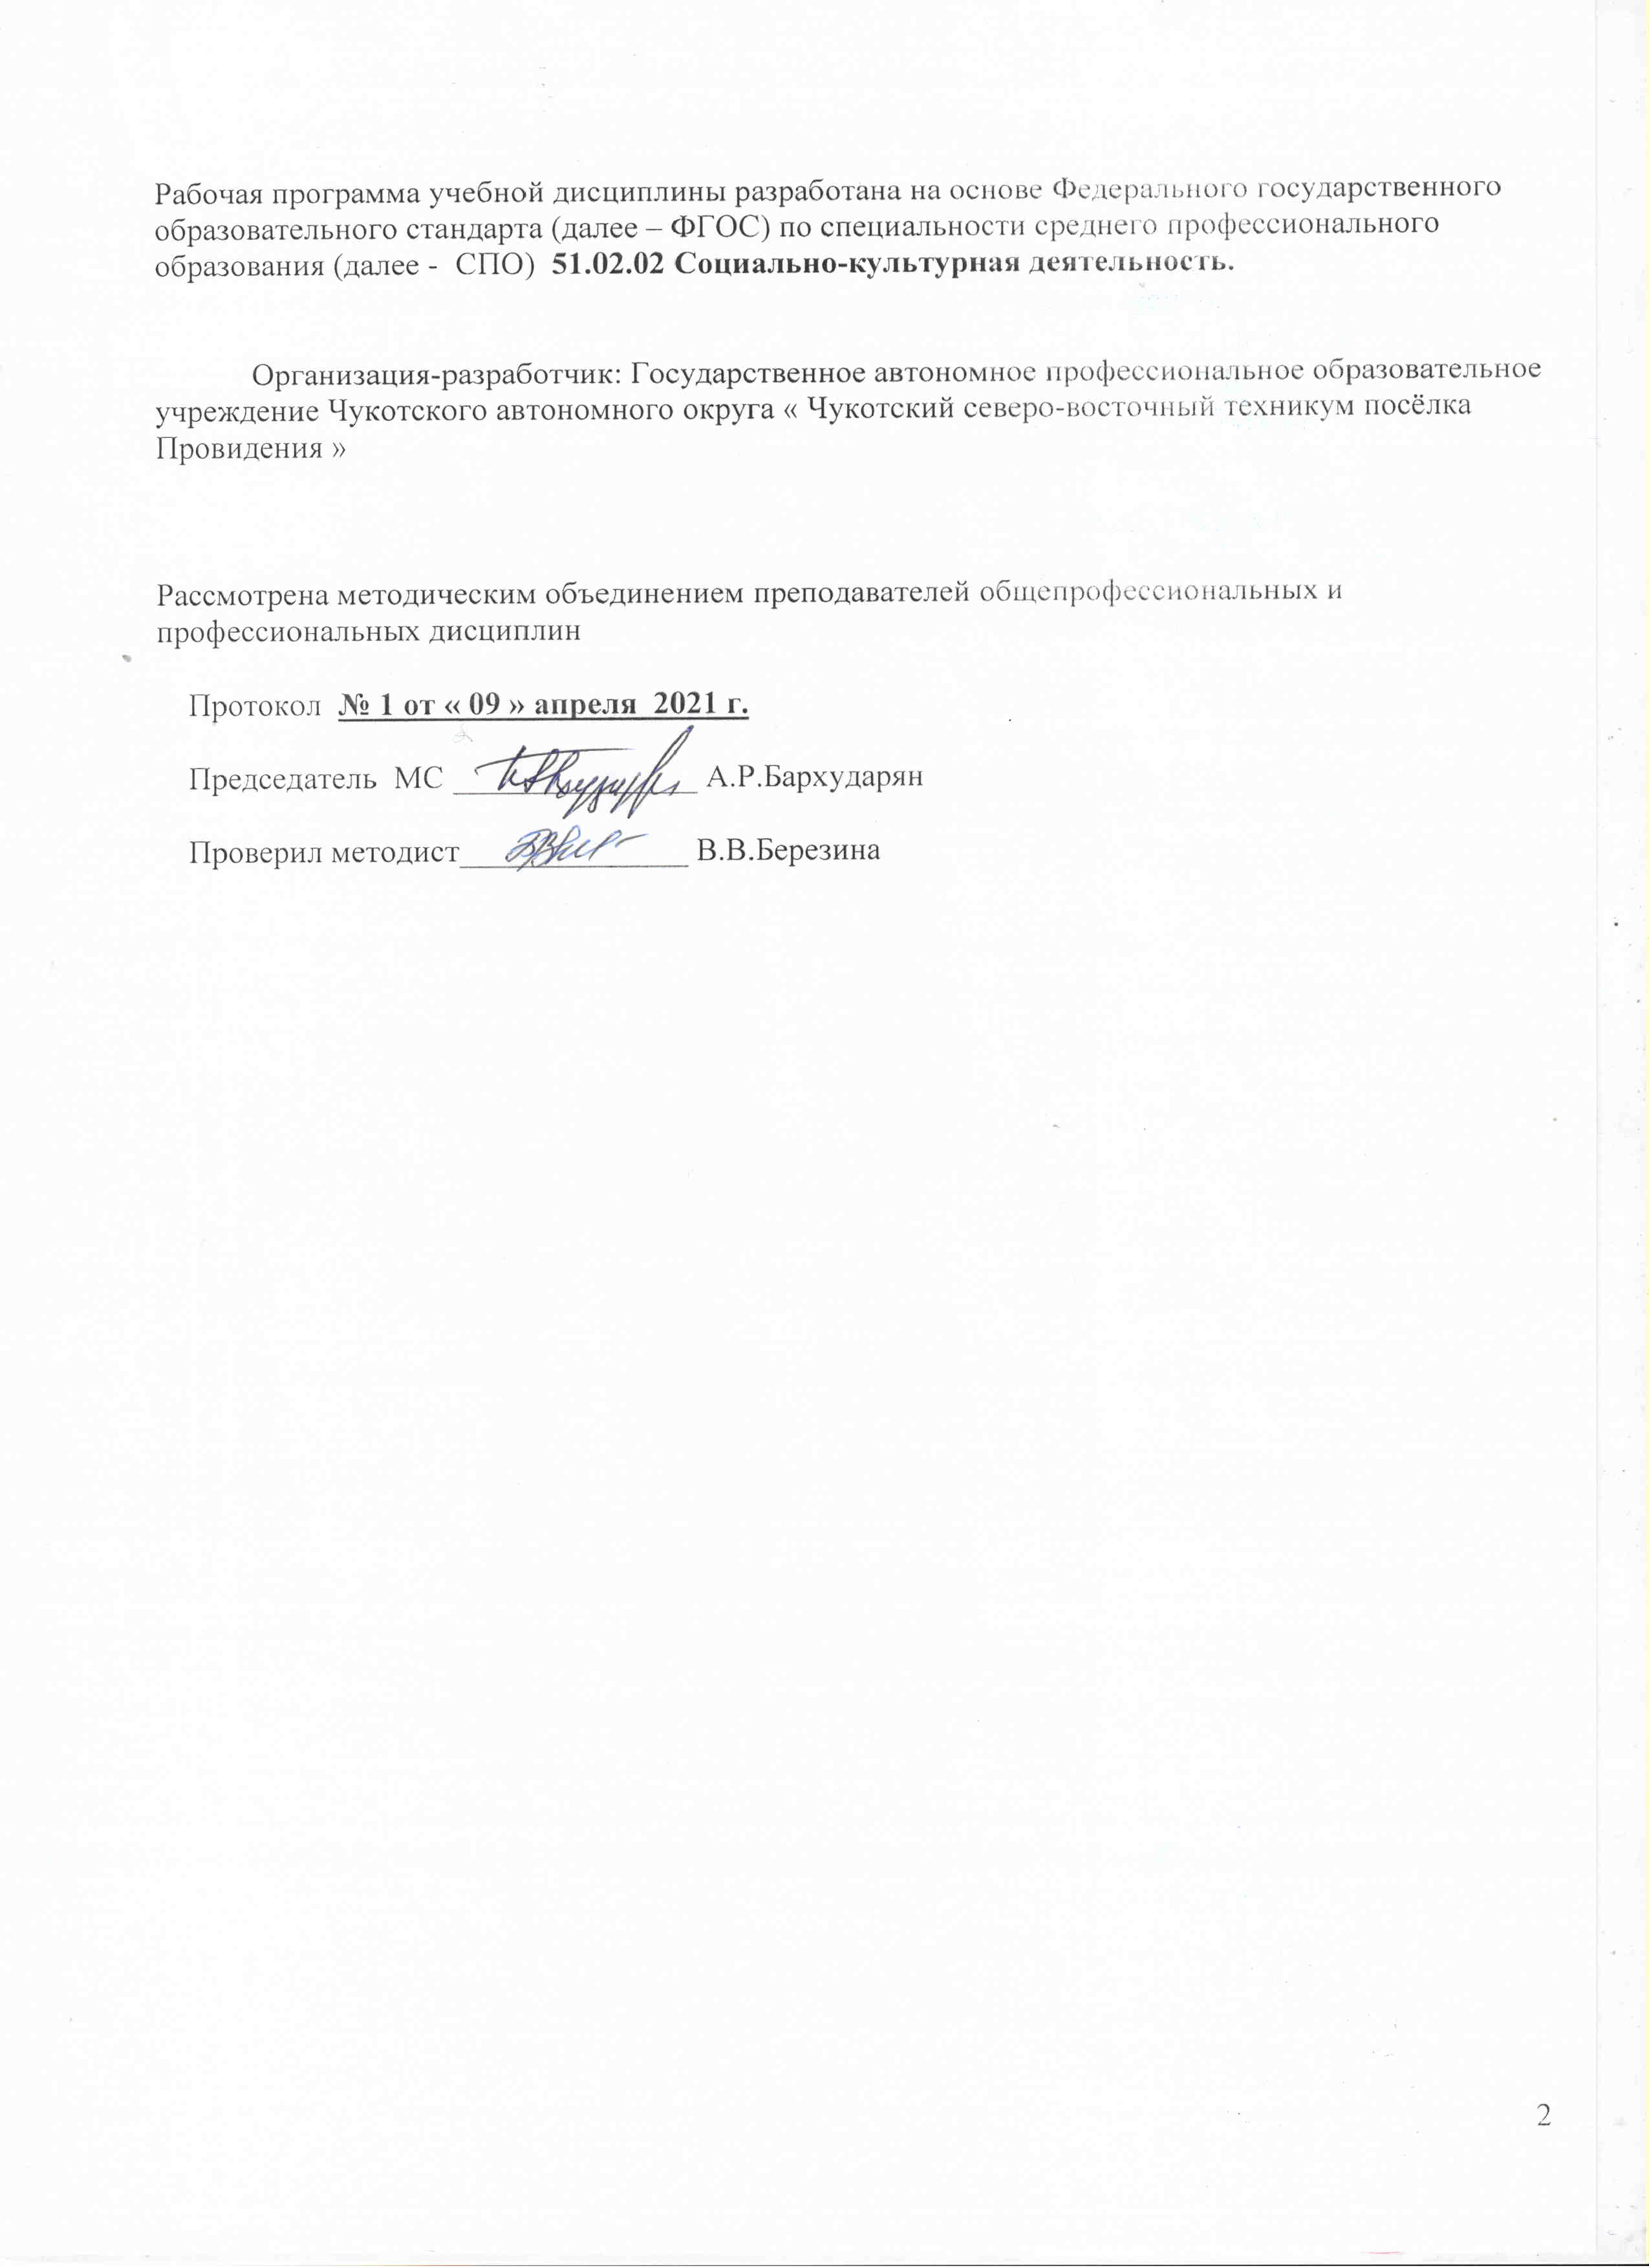 Рабочая программа учебной дисциплины разработана на основе Федерального государственного
образовательного стандарта (далее – ФГОС) по специальности среднего профессионального
образования (далее - СПО) 51.02.02 Социально-культурная деятельность.
Организация-разработчик: Государственное автономное профессиональное образовательное
учреждение Чукотского автономного округа « Чукотский северо-восточный техникум посёлка
Провидения »
Рассмотрена методическим объединением преподавателей общепрофессиональных и
профессиональных дисциплин
Протокол № 1 от « 09 » апреля 2021 г.
Председатель МС ______________ А.Р.Бархударян
Проверил методист______________ В.В.Березина
2